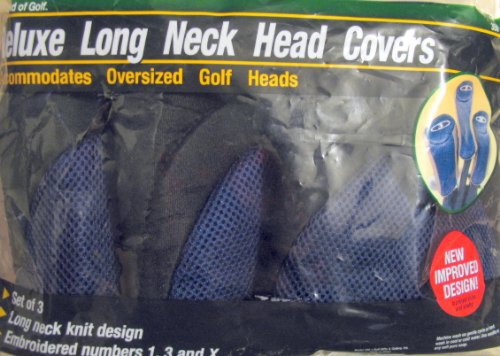 d of Golf.
eluxe Long Neck Head Covers
commodates Oversized Golf Heads
NEW
IMPROVED
DESIGN!
Set of 3
Long neck knit design
Embroidered numbers 1, 3 and X